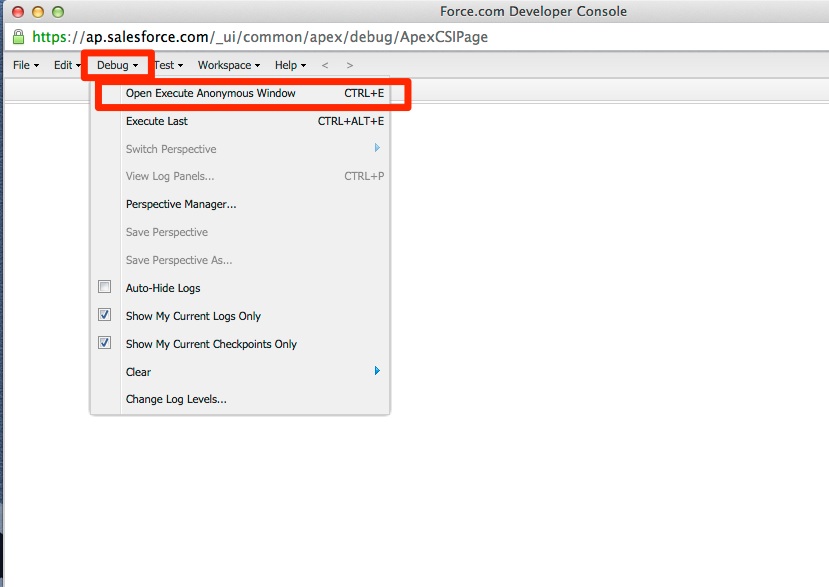 Force.com Developer Console
https://ap.salesforce.com/_ui/common/apex/debug/ApexCSIPage
File Edit Debug Test Workspace Help < >
Open Execute Anonymous Window CTRL+E
Execute Last CTRL+ALT+E
Switch Perspective
View Log Panels... CTRL+P
Perspective Manager...
Save Perspective
Save Perspective As...
Auto-Hide Logs
Show My Current Logs Only
Show My Current Checkpoints Only
Clear
Change Log Levels...